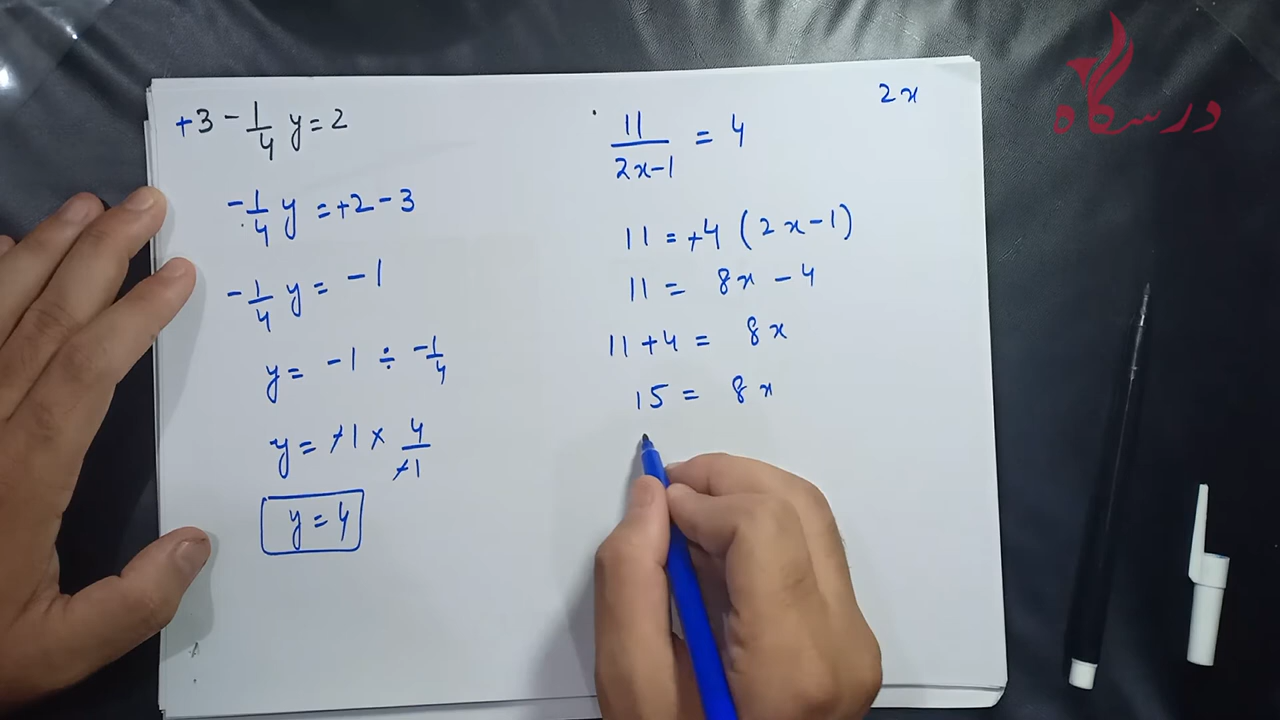 +3 - 1/4 y = 2
- 1/4 y = +2 - 3
- 1/4 y = -1
y = -1 ÷ -1/4
y = -1 × 4/-1
y = 4
2x
11/(2x-1) = 4
11 = +4 (2x-1)
11 = 8x - 4
11 + 4 = 8x
15 = 8x
درسگاه